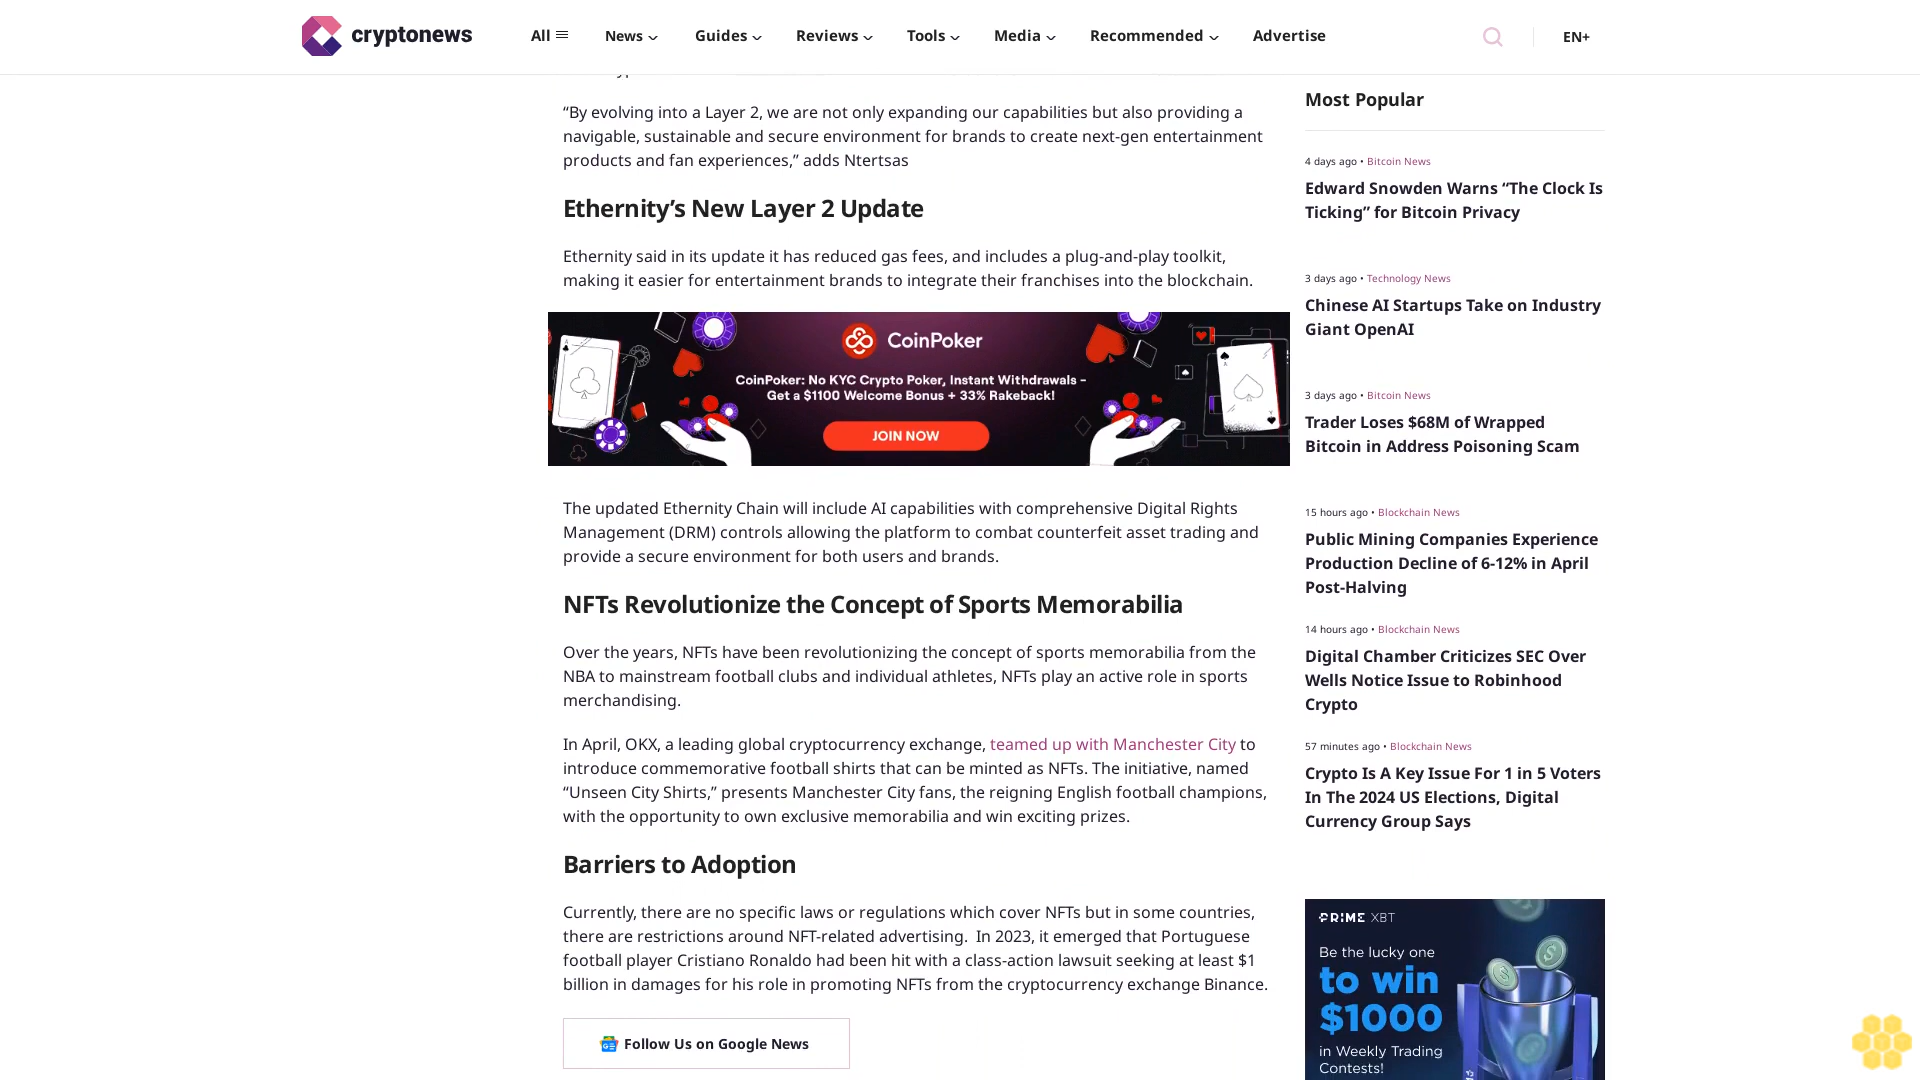 cryptonews
All
News
Guides
Reviews
Tools
Media
Recommended
Advertise
EN+
“By evolving into a Layer 2, we are not only expanding our capabilities but also providing a
navigable, sustainable and secure environment for brands to create next-gen entertainment
products and fan experiences,” adds Ntertsas
Ethernity’s New Layer 2 Update
Ethernity said in its update it has reduced gas fees, and includes a plug-and-play toolkit,
making it easier for entertainment brands to integrate their franchises into the blockchain.
CoinPoker
CoinPoker: No KYC Crypto Poker, Instant Withdrawals –
Get a $1100 Welcome Bonus + 33% Rakeback!
JOIN NOW
The updated Ethernity Chain will include AI capabilities with comprehensive Digital Rights
Management (DRM) controls allowing the platform to combat counterfeit asset trading and
provide a secure environment for both users and brands.
NFTs Revolutionize the Concept of Sports Memorabilia
Over the years, NFTs have been revolutionizing the concept of sports memorabilia from the
NBA to mainstream football clubs and individual athletes, NFTs play an active role in sports
merchandising.
In April, OKX, a leading global cryptocurrency exchange, teamed up with Manchester City to
introduce commemorative football shirts that can be minted as NFTs. The initiative, named
“Unseen City Shirts,” presents Manchester City fans, the reigning English football champions,
with the opportunity to own exclusive memorabilia and win exciting prizes.
Barriers to Adoption
Currently, there are no specific laws or regulations which cover NFTs but in some countries,
there are restrictions around NFT-related advertising.  In 2023, it emerged that Portuguese
football player Cristiano Ronaldo had been hit with a class-action lawsuit seeking at least $1
billion in damages for his role in promoting NFTs from the cryptocurrency exchange Binance.
Follow Us on Google News
Most Popular
4 days ago • Bitcoin News
Edward Snowden Warns “The Clock Is
Ticking” for Bitcoin Privacy
3 days ago • Technology News
Chinese AI Startups Take on Industry
Giant OpenAI
3 days ago • Bitcoin News
Trader Loses $68M of Wrapped
Bitcoin in Address Poisoning Scam
15 hours ago • Blockchain News
Public Mining Companies Experience
Production Decline of 6-12% in April
Post-Halving
14 hours ago • Blockchain News
Digital Chamber Criticizes SEC Over
Wells Notice Issue to Robinhood
Crypto
57 minutes ago • Blockchain News
Crypto Is A Key Issue For 1 in 5 Voters
In The 2024 US Elections, Digital
Currency Group Says
PRIME XBT
Be the lucky one
to win
$1000
in Weekly Trading
Contests!